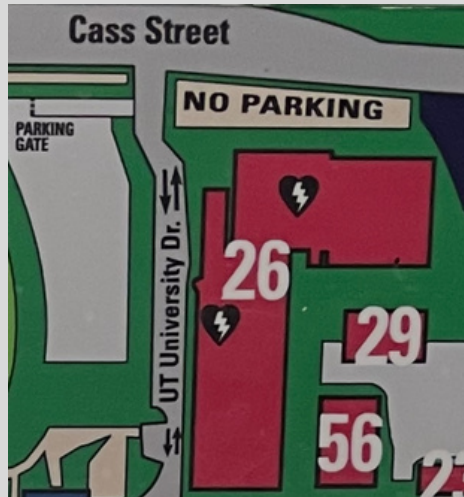 Cass Street
NO PARKING
PARKING
GATE
UT University Dr.
26
29
56